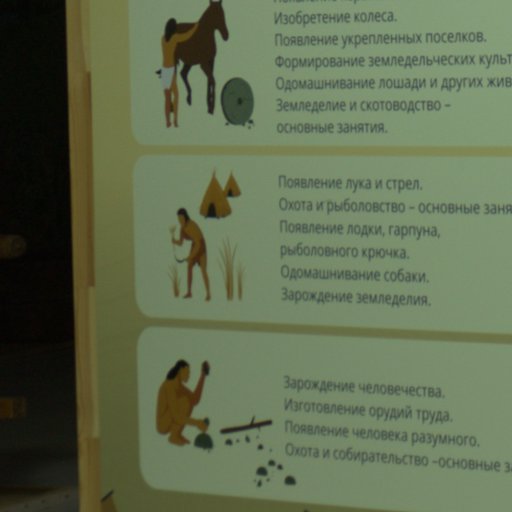 Изобретение колеса.
Появление укрепленных поселков.
Формирование земледельческих
Одомашнивание лошади и других
Земледелие и скотоводство –
основные занятия.
Появление лука и стрел.
Охота и рыболовство – основные
Появление лодки, гарпуна,
рыболовного крючка.
Одомашнивание собаки.
Зарождение земледелия.
Зарождение человечества.
Изготовление орудий труда.
Появление человека разумного.
Охота и собирательство –основные